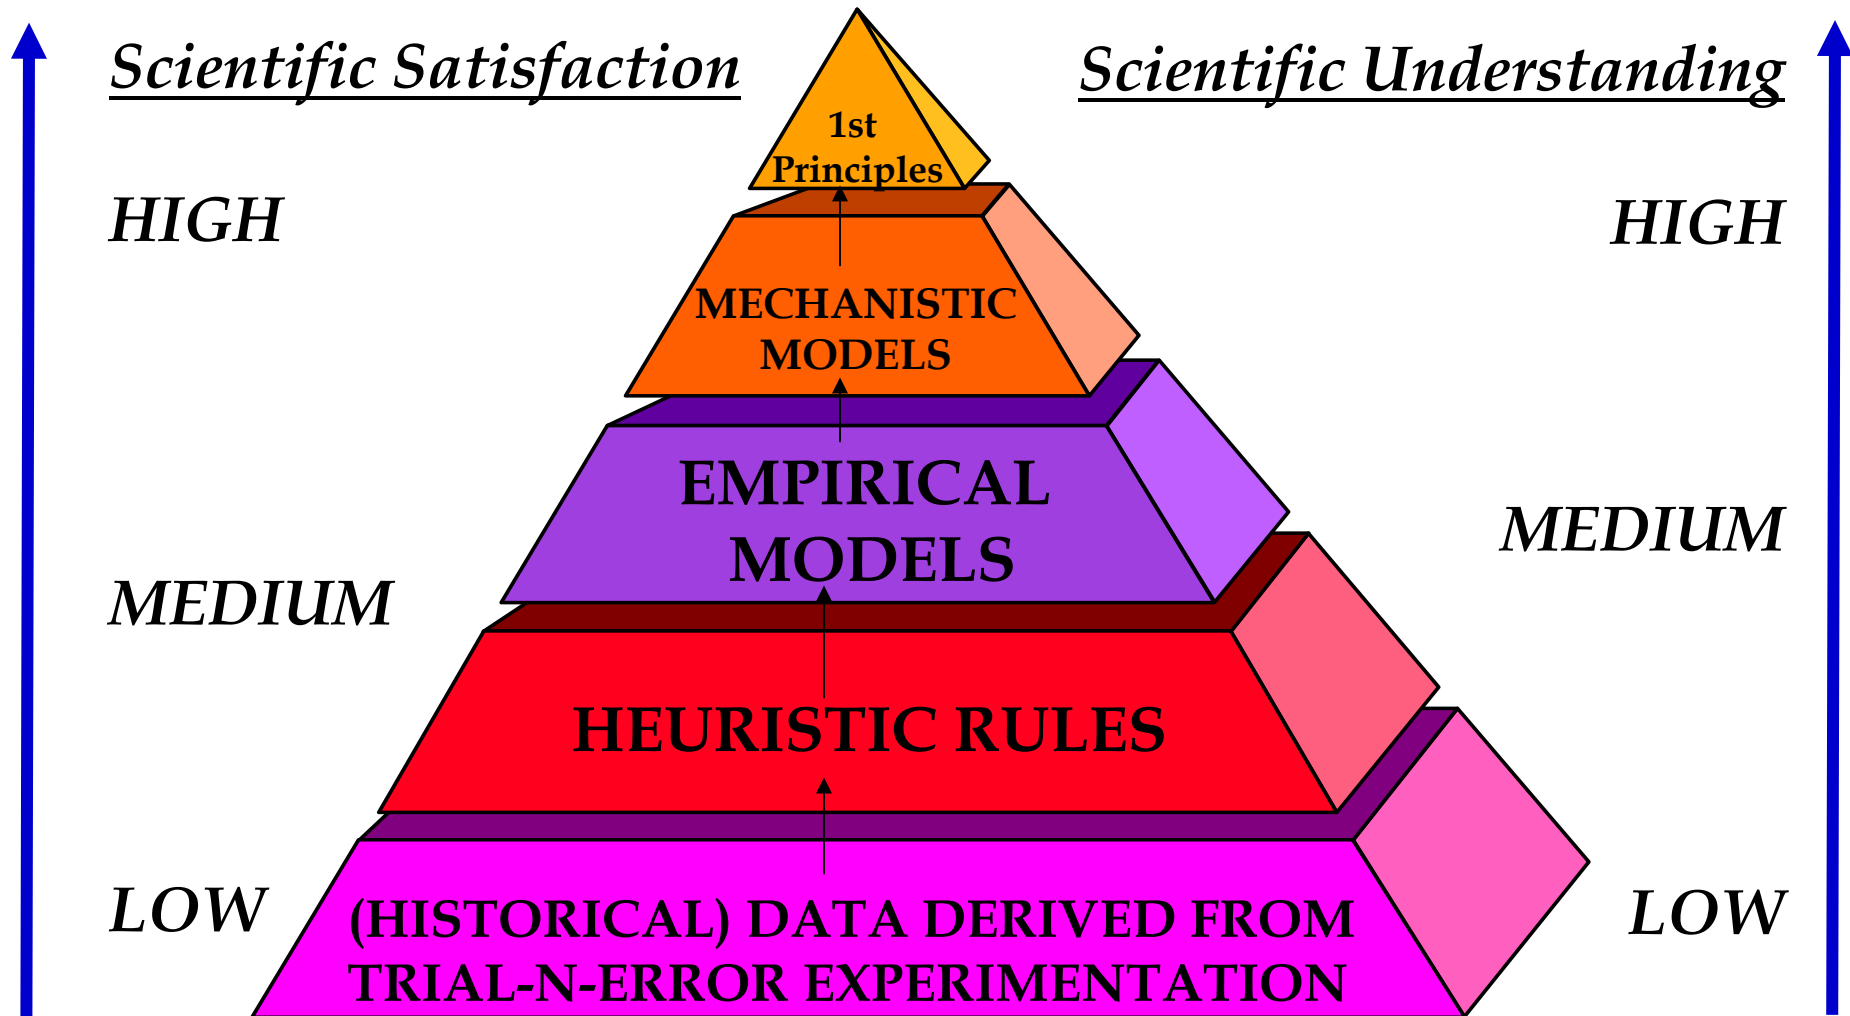 Scientific Satisfaction
Scientific Understanding
1st
Principles
HIGH
HIGH
MECHANISTIC
MODELS
EMPIRICAL
MODELS
MEDIUM
MEDIUM
HEURISTIC RULES
LOW
LOW
(HISTORICAL) DATA DERIVED FROM
TRIAL-N-ERROR EXPERIMENTATION